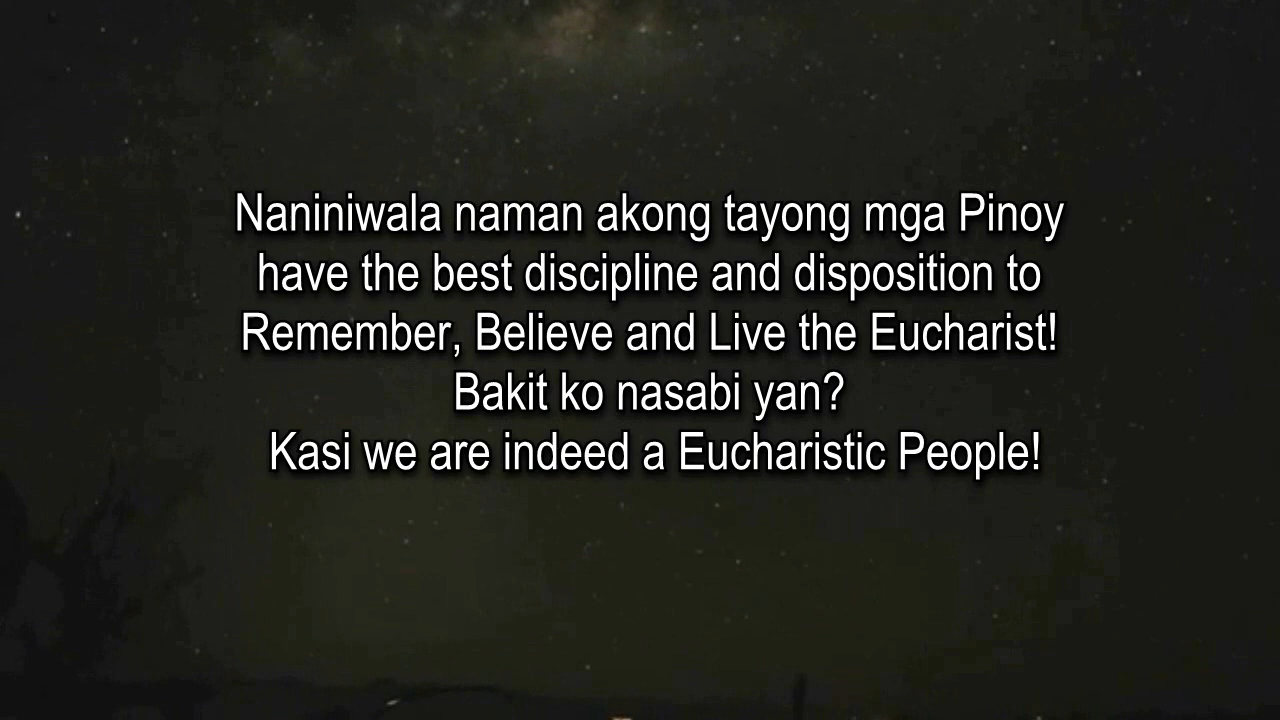 Naniniwala naman akong tayong mga Pinoy
have the best discipline and disposition to
Remember, Believe and Live the Eucharist!
Bakit ko nasabi yan?
Kasi we are indeed a Eucharistic People!